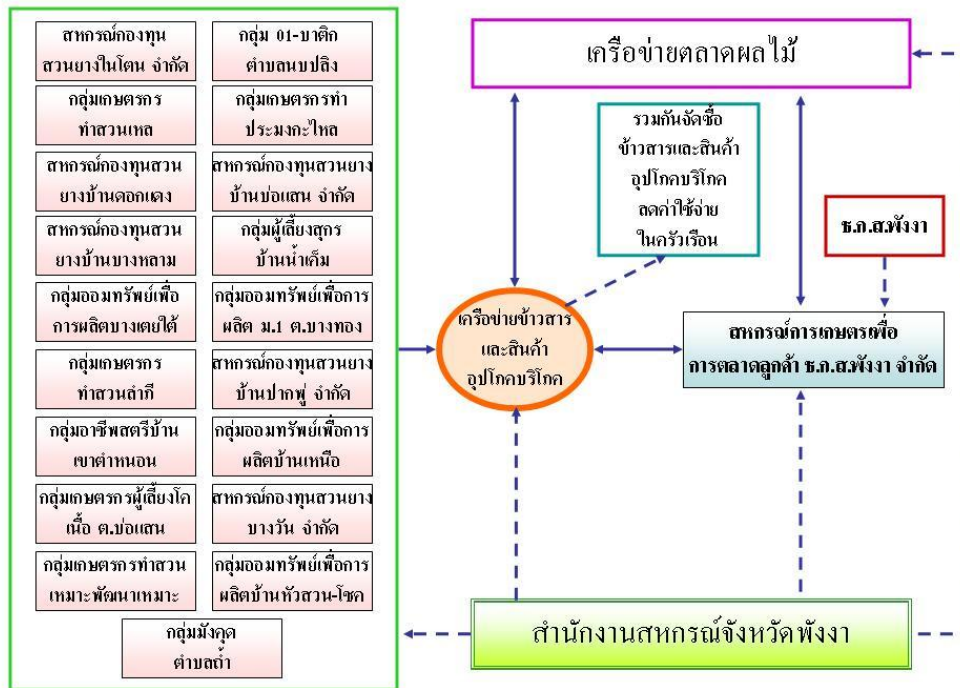 สหกรณ์กองทุน
สวนยางในโตน จำกัด
กลุ่ม 01-บาติก
ตำบลนบปลิง
กลุ่มเกษตรกร
ทำสวนเหล
กลุ่มเกษตรกรทำ
ประมงกะไหล
สหกรณ์กองทุนสวน
ยางบ้านดอกแดง
สหกรณ์กองทุนสวนยาง
บ้านบ่อแสน จำกัด
สหกรณ์กองทุนสวน
ยางบ้านบางหลาม
กลุ่มผู้เลี้ยงสุกร
บ้านน้ำเค็ม
กลุ่มออมทรัพย์เพื่อ
การผลิตบางเตยใต้
กลุ่มออมทรัพย์เพื่อการ
ผลิต ม.1 ต.บางทอง
กลุ่มเกษตรกร
ทำสวนลำภี
สหกรณ์กองทุนสวนยาง
บ้านปากพู่ จำกัด
กลุ่มอาชีพสตรีบ้าน
เขาตำหนอน
กลุ่มออมทรัพย์เพื่อการ
ผลิตบ้านเหนือ
กลุ่มเกษตรกรผู้เลี้ยงโค
เนื้อ ต.บ่อแสน
สหกรณ์กองทุนสวนยาง
บางวัน จำกัด
กลุ่มเกษตรกรทำสวน
เหมาะพัฒนาเหมาะ
กลุ่มออมทรัพย์เพื่อการ
ผลิตบ้านหัวสวน-โชค
กลุ่มมังคุด
ตำบลถ้ำ
เครือข่ายตลาดผลไม้
รวมกันจัดซื้อ
ข้าวสารและสินค้า
อุปโภคบริโภค
ลดค่าใช้จ่าย
ในครัวเรือน
ธ.ก.ส.พังงา
เครือข่ายข้าวสาร
และสินค้า
อุปโภคบริโภค
สหกรณ์การเกษตรเพื่อ
การตลาดลูกค้า ธ.ก.ส.พังงา จำกัด
สำนักงานสหกรณ์จังหวัดพังงา